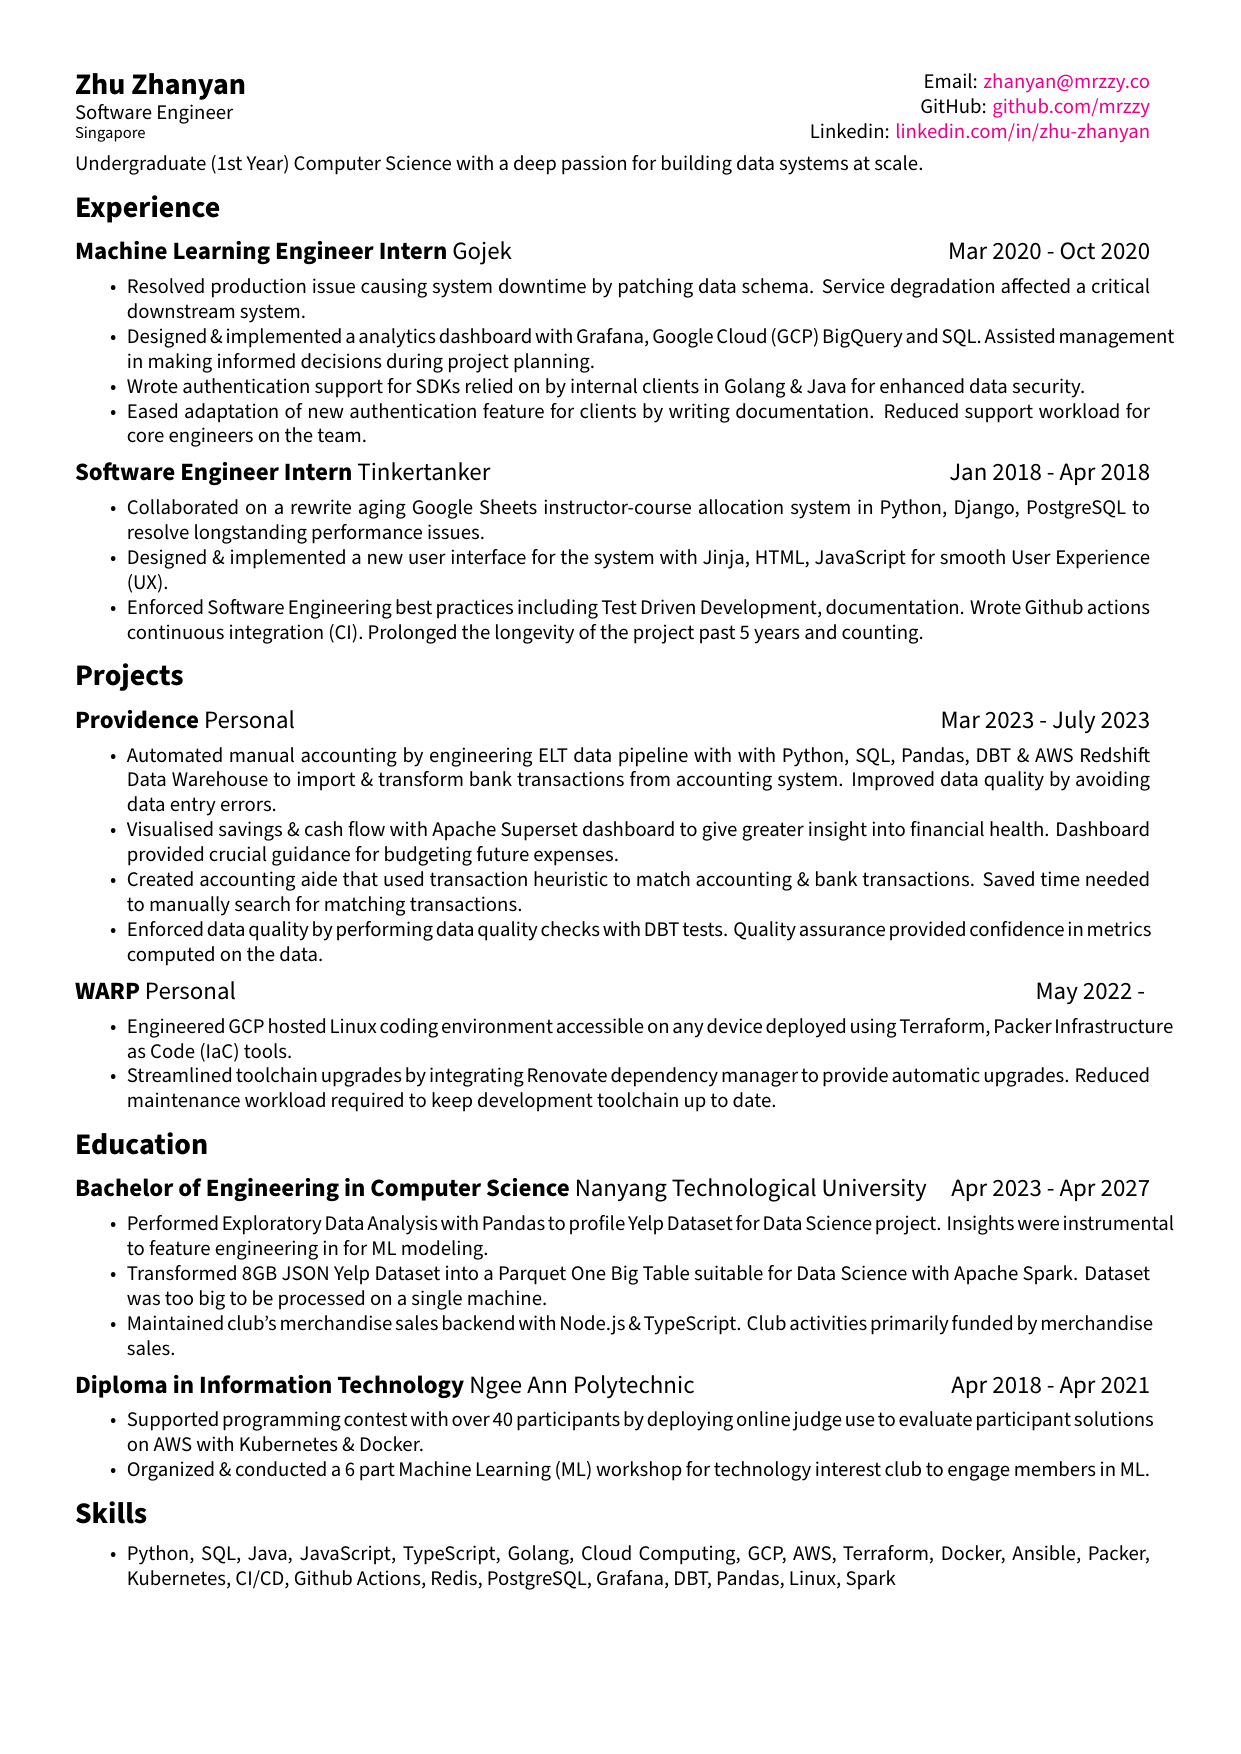 Zhu Zhanyan
Software Engineer
Singapore
Email: zhanyan@mrzzy.co
GitHub: github.com/mrzzy
Linkedin: linkedin.com/in/zhu-zhanyan
Undergraduate (1st Year) Computer Science with a deep passion for building data systems at scale.
Experience
Machine Learning Engineer Intern Gojek Mar 2020 - Oct 2020
• Resolved production issue causing system downtime by patching data schema. Service degradation affected a critical
downstream system.
• Designed & implemented a analytics dashboard with Grafana, Google Cloud (GCP) BigQuery and SQL. Assisted management
in making informed decisions during project planning.
• Wrote authentication support for SDKs relied on by internal clients in Golang & Java for enhanced data security.
• Eased adaptation of new authentication feature for clients by writing documentation. Reduced support workload for
core engineers on the team.
Software Engineer Intern Tinkertanker Jan 2018 - Apr 2018
• Collaborated on a rewrite aging Google Sheets instructor-course allocation system in Python, Django, PostgreSQL to
resolve longstanding performance issues.
• Designed & implemented a new user interface for the system with Jinja, HTML, JavaScript for smooth User Experience
(UX).
• Enforced Software Engineering best practices including Test Driven Development, documentation. Wrote Github actions
continuous integration (CI). Prolonged the longevity of the project past 5 years and counting.
Projects
Providence Personal Mar 2023 - July 2023
• Automated manual accounting by engineering ELT data pipeline with with Python, SQL, Pandas, DBT & AWS Redshift
Data Warehouse to import & transform bank transactions from accounting system. Improved data quality by avoiding
data entry errors.
• Visualised savings & cash flow with Apache Superset dashboard to give greater insight into financial health. Dashboard
provided crucial guidance for budgeting future expenses.
• Created accounting aide that used transaction heuristic to match accounting & bank transactions. Saved time needed
to manually search for matching transactions.
• Enforced data quality by performing data quality checks with DBT tests. Quality assurance provided confidence in metrics
computed on the data.
WARP Personal May 2022 -
• Engineered GCP hosted Linux coding environment accessible on any device deployed using Terraform, Packer Infrastructure
as Code (IaC) tools.
• Streamlined toolchain upgrades by integrating Renovate dependency manager to provide automatic upgrades. Reduced
maintenance workload required to keep development toolchain up to date.
Education
Bachelor of Engineering in Computer Science Nanyang Technological University Apr 2023 - Apr 2027
• Performed Exploratory Data Analysis with Pandas to profile Yelp Dataset for Data Science project. Insights were instrumental
to feature engineering in for ML modeling.
• Transformed 8GB JSON Yelp Dataset into a Parquet One Big Table suitable for Data Science with Apache Spark. Dataset
was too big to be processed on a single machine.
• Maintained club’s merchandise sales backend with Node.js & TypeScript. Club activities primarily funded by merchandise
sales.
Diploma in Information Technology Ngee Ann Polytechnic Apr 2018 - Apr 2021
• Supported programming contest with over 40 participants by deploying online judge use to evaluate participant solutions
on AWS with Kubernetes & Docker.
• Organized & conducted a 6 part Machine Learning (ML) workshop for technology interest club to engage members in ML.
Skills
• Python, SQL, Java, JavaScript, TypeScript, Golang, Cloud Computing, GCP, AWS, Terraform, Docker, Ansible, Packer,
Kubernetes, CI/CD, Github Actions, Redis, PostgreSQL, Grafana, DBT, Pandas, Linux, Spark